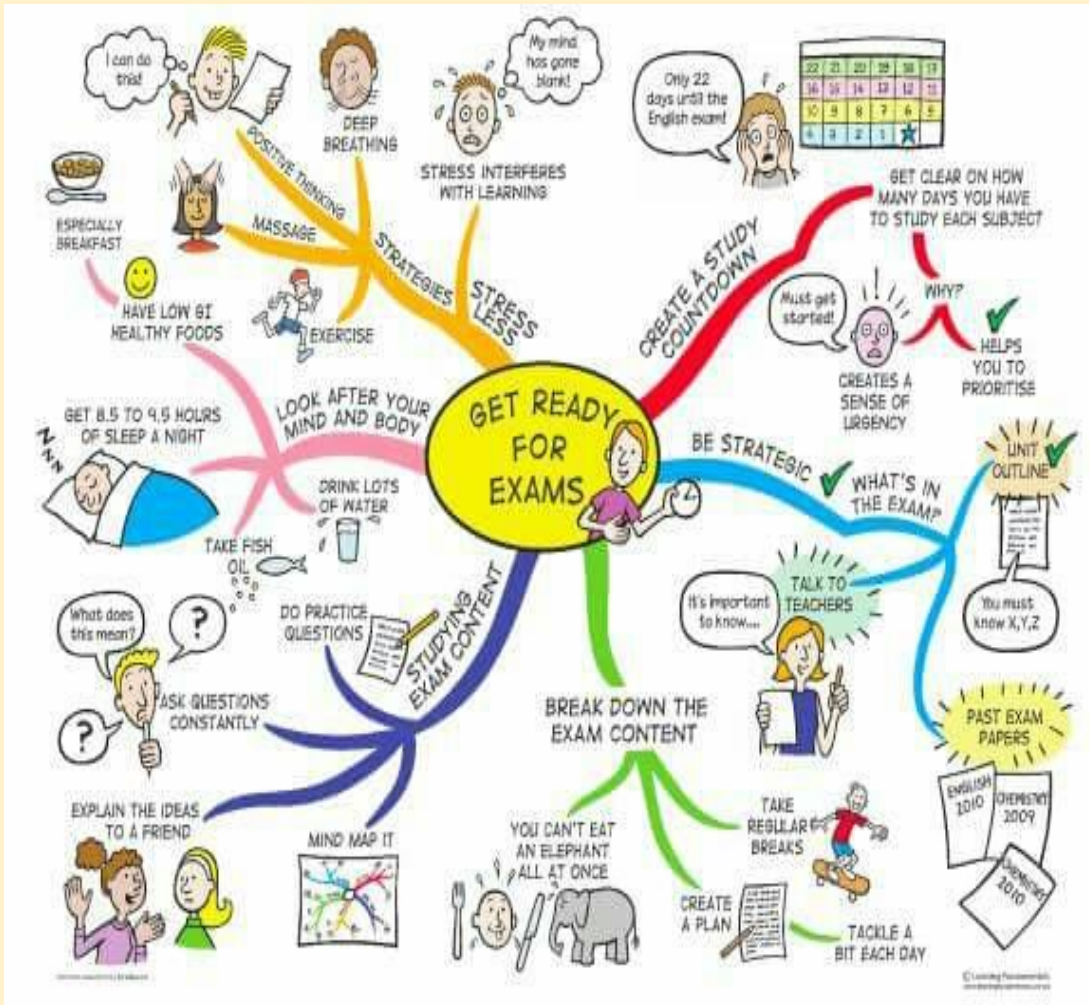 GET READY
FOR
EXAMS
CREATE A STUDY
COUNTDOWN
Only 22
days until the
English exam!
22 21 20 19 18 17
10 9 8 7 6 5
4 3 2 1
GET CLEAR ON HOW
MANY DAYS YOU HAVE
TO STUDY EACH SUBJECT
WHY?
Must get
started!
CREATES A
SENSE OF
URGENCY
HELPS
YOU TO
PRIORITISE
BE STRATEGIC
WHAT'S IN
THE EXAM?
UNIT
OUTLINE
You must
know X,Y,Z
TALK TO
TEACHERS
It's important
to know...
PAST EXAM
PAPERS
ENGLISH
2010
CHEMISTRY
2009
CHEMISTRY
2010
BREAK DOWN THE
EXAM CONTENT
TAKE
REGULAR
BREAKS
CREATE
A PLAN
TACKLE A
BIT EACH DAY
YOU CAN'T EAT
AN ELEPHANT
ALL AT ONCE
STUDYING
EXAM CONTENT
DO PRACTICE
QUESTIONS
ASK QUESTIONS
CONSTANTLY
What does
this mean?
?
?
EXPLAIN THE IDEAS
TO A FRIEND
MIND MAP IT
LOOK AFTER YOUR
MIND AND BODY
DRINK LOTS
OF WATER
TAKE FISH
OIL
GET 8.5 TO 9.5 HOURS
OF SLEEP A NIGHT
ZZZZ
HAVE LOW GI
HEALTHY FOODS
ESPECIALLY
BREAKFAST
STRESS
LESS
STRATEGIES
POSITIVE THINKING
I can do
this!
DEEP
BREATHING
MASSAGE
EXERCISE
STRESS INTERFERES
WITH LEARNING
My mind
has gone
blank!
© Learning Fundamentals